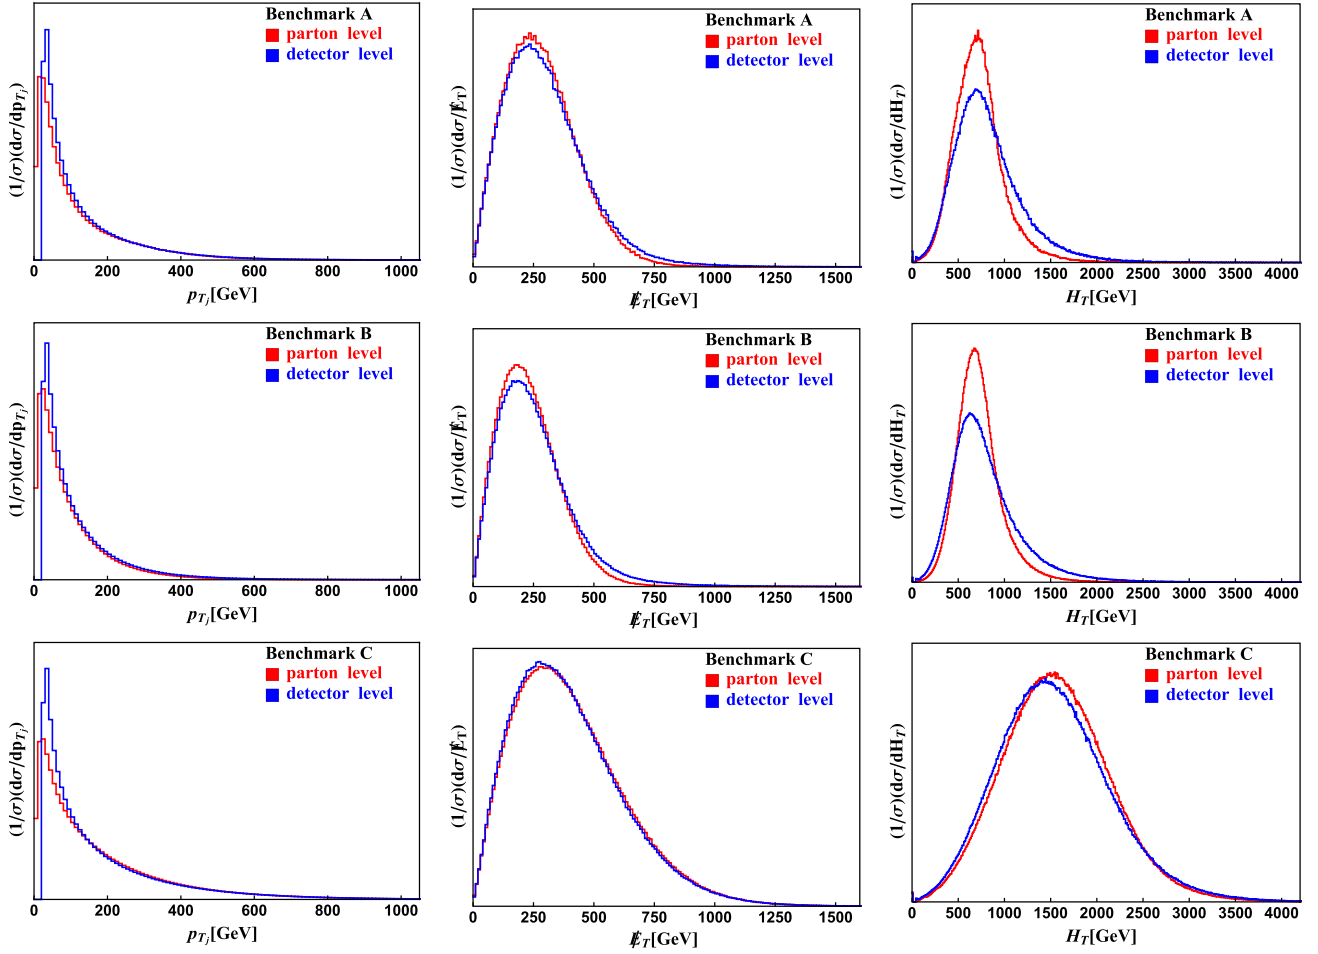 Benchmark A
parton level
detector level
(1/σ)(dσ/dp_{T_j})
0 200 400 600 800 1000
p_{T_j}[GeV]
Benchmark A
parton level
detector level
(1/σ)(dσ/E̸_T)
0 250 500 750 1000 1250 1500
E̸_T[GeV]
Benchmark A
parton level
detector level
(1/σ)(dσ/dH_T)
0 500 1000 1500 2000 2500 3000 3500 4000
H_T[GeV]
Benchmark B
parton level
detector level
(1/σ)(dσ/dp_{T_j})
0 200 400 600 800 1000
p_{T_j}[GeV]
Benchmark B
parton level
detector level
(1/σ)(dσ/E̸_T)
0 250 500 750 1000 1250 1500
E̸_T[GeV]
Benchmark B
parton level
detector level
(1/σ)(dσ/dH_T)
0 500 1000 1500 2000 2500 3000 3500 4000
H_T[GeV]
Benchmark C
parton level
detector level
(1/σ)(dσ/dp_{T_j})
0 200 400 600 800 1000
p_{T_j}[GeV]
Benchmark C
parton level
detector level
(1/σ)(dσ/E̸_T)
0 250 500 750 1000 1250 1500
E̸_T[GeV]
Benchmark C
parton level
detector level
(1/σ)(dσ/dH_T)
0 500 1000 1500 2000 2500 3000 3500 4000
H_T[GeV]